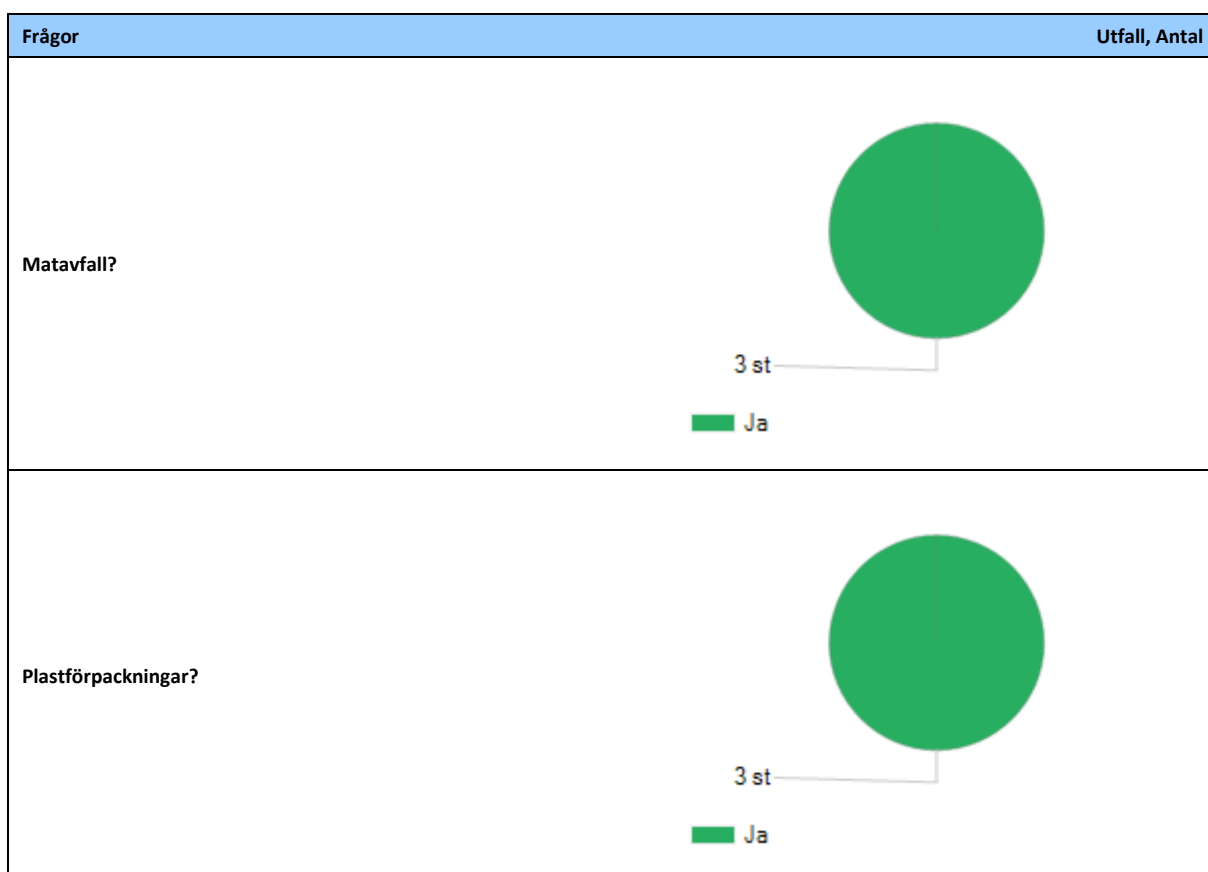 Frågor Utfall, Antal
Matavfall?
3 st
Ja
Plastförpackningar?
3 st
Ja